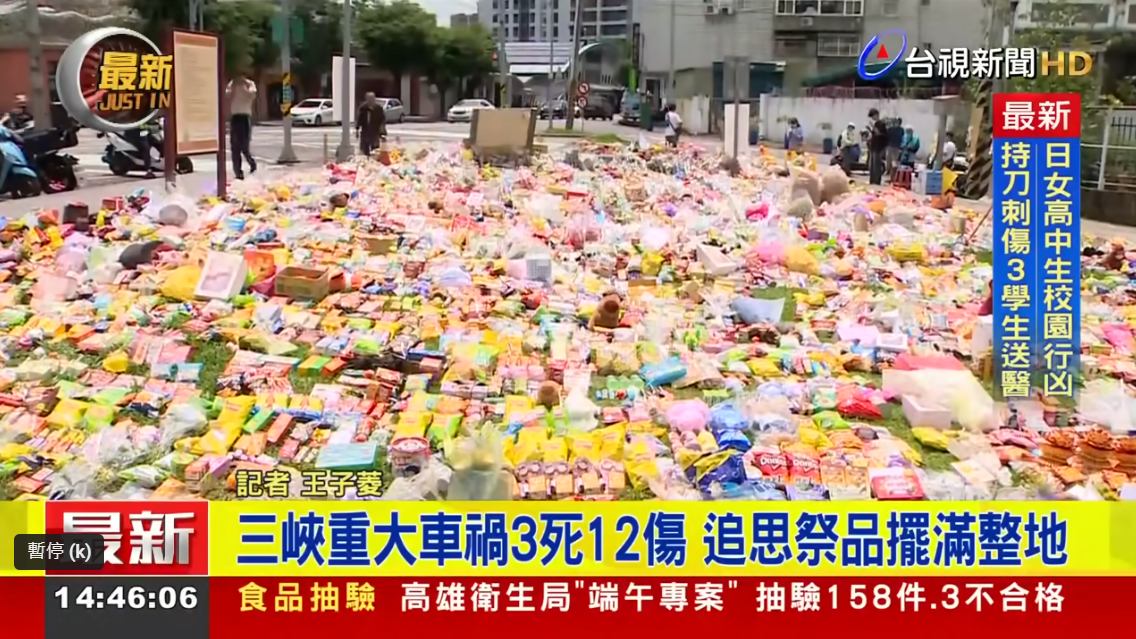 最新
JUST IN
台視新聞HD
最新
日女高中生校園行凶
持刀刺傷3學生送醫
記者 王子菱
最新
三峽重大車禍3死12傷 追思祭品擺滿整地
暫停 (k)
14:46:06
食品抽驗 高雄衛生局"端午專案" 抽驗158件.3不合格